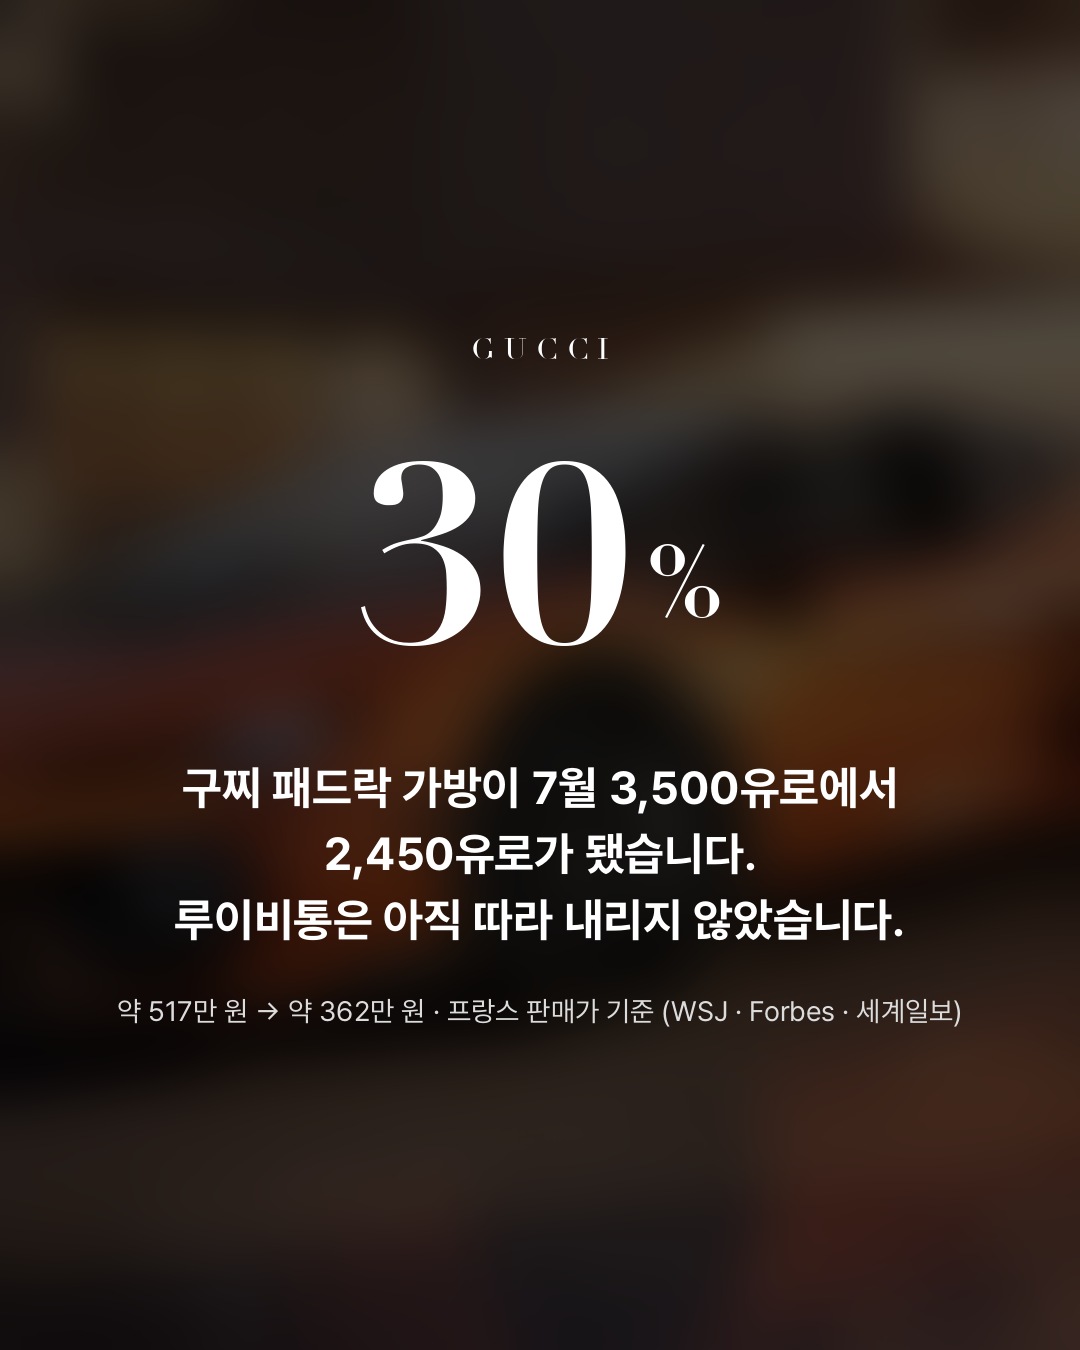 GUCCI
30%
구찌 패드락 가방이 7월 3,500유로에서
2,450유로가 됐습니다.
루이비통은 아직 따라 내리지 않았습니다.
약 517만 원 → 약 362만 원 · 프랑스 판매가 기준 (WSJ · Forbes · 세계일보)